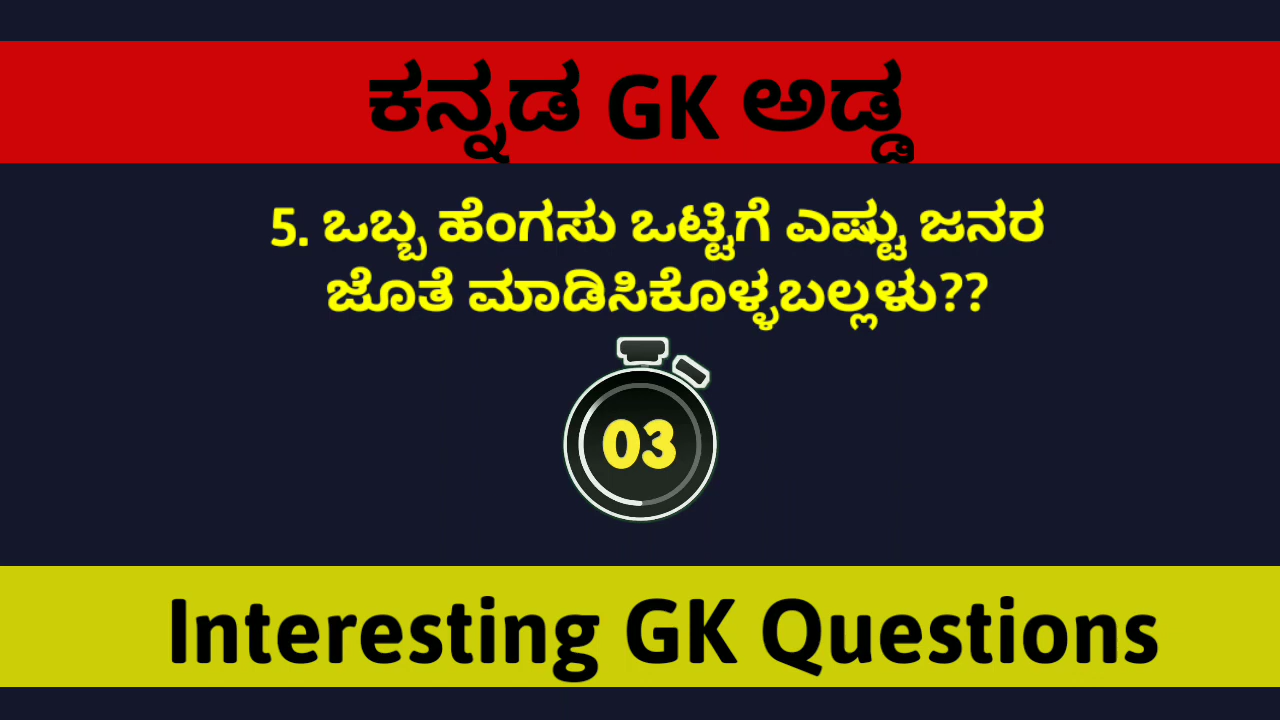 ಕನ್ನಡ GK ಅಡ್ಡ
5. ಒಬ್ಬ ಹೆಂಗಸು ಒಟ್ಟಿಗೆ ಎಷ್ಟು ಜನರ
ಜೊತೆ ಮಾಡಿಸಿಕೊಳ್ಳಬಲ್ಲಳು??
03
Interesting GK Questions